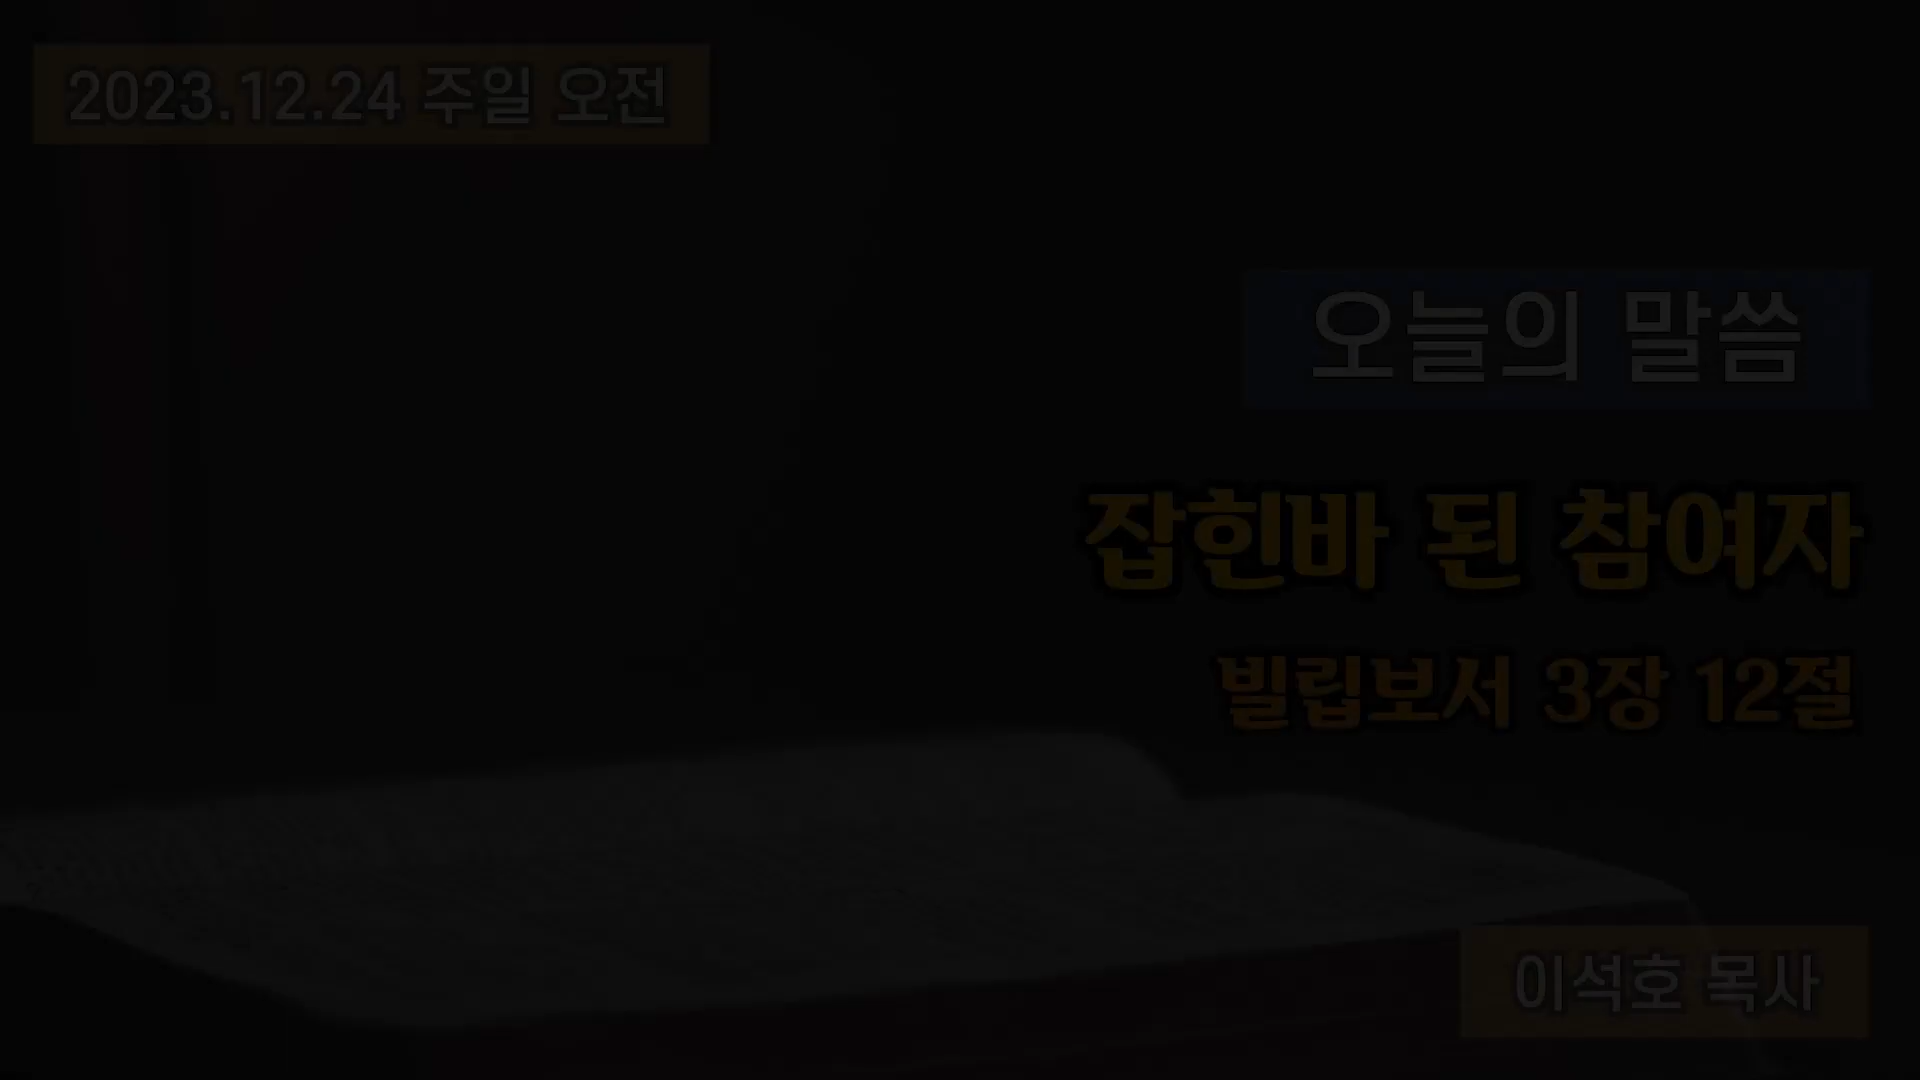 2023.12.24 주일 오전
오늘의 말씀
잡힌바 된 참여자
빌립보서 3장 12절
이석호 목사